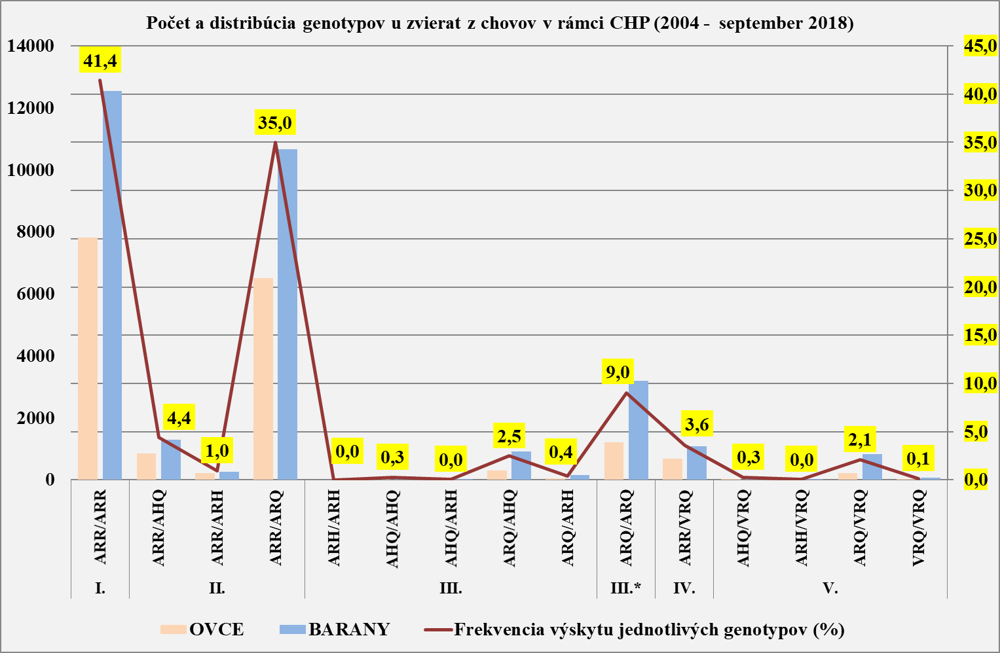 Počet a distribúcia genotypov u zvierat z chovov v rámci CHP (2004 - september 2018)
14000
12000
10000
8000
6000
4000
2000
0
45,0
40,0
35,0
30,0
25,0
20,0
15,0
10,0
5,0
0,0
41,4
4,4
1,0
35,0
0,0
0,3
0,0
2,5
0,4
9,0
3,6
0,3
0,0
2,1
0,1
ARR/ARR
ARR/AHQ
ARR/ARH
ARR/ARQ
ARH/ARH
AHQ/AHQ
AHQ/ARH
ARQ/AHQ
ARQ/ARH
ARQ/ARQ
ARR/VRQ
AHQ/VRQ
ARH/VRQ
ARQ/VRQ
VRQ/VRQ
I. II. III. III.* IV. V.
OVCE BARANY Frekvencia výskytu jednotlivých genotypov (%)